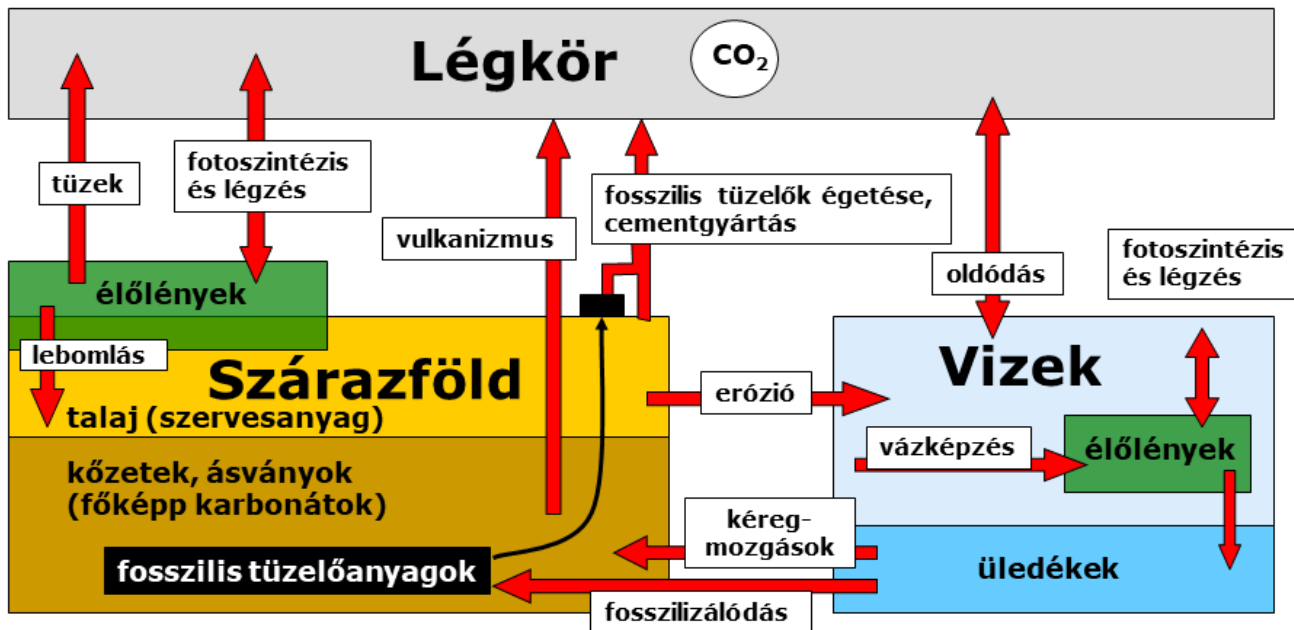 Légkör
CO₂
tüzek
fotoszintézis
és légzés
fosszilis tüzelők égetése,
cementgyártás
vulkanizmus
oldódás
fotoszintézis
és légzés
élőlények
lebomlás
Szárazföld
talaj (szervesanyag)
erózió
Vizek
vázképzés
élőlények
kőzetek, ásványok
(főképp karbonátok)
kéreg-
mozgások
fosszilis tüzelőanyagok
üledékek
fosszilizálódás